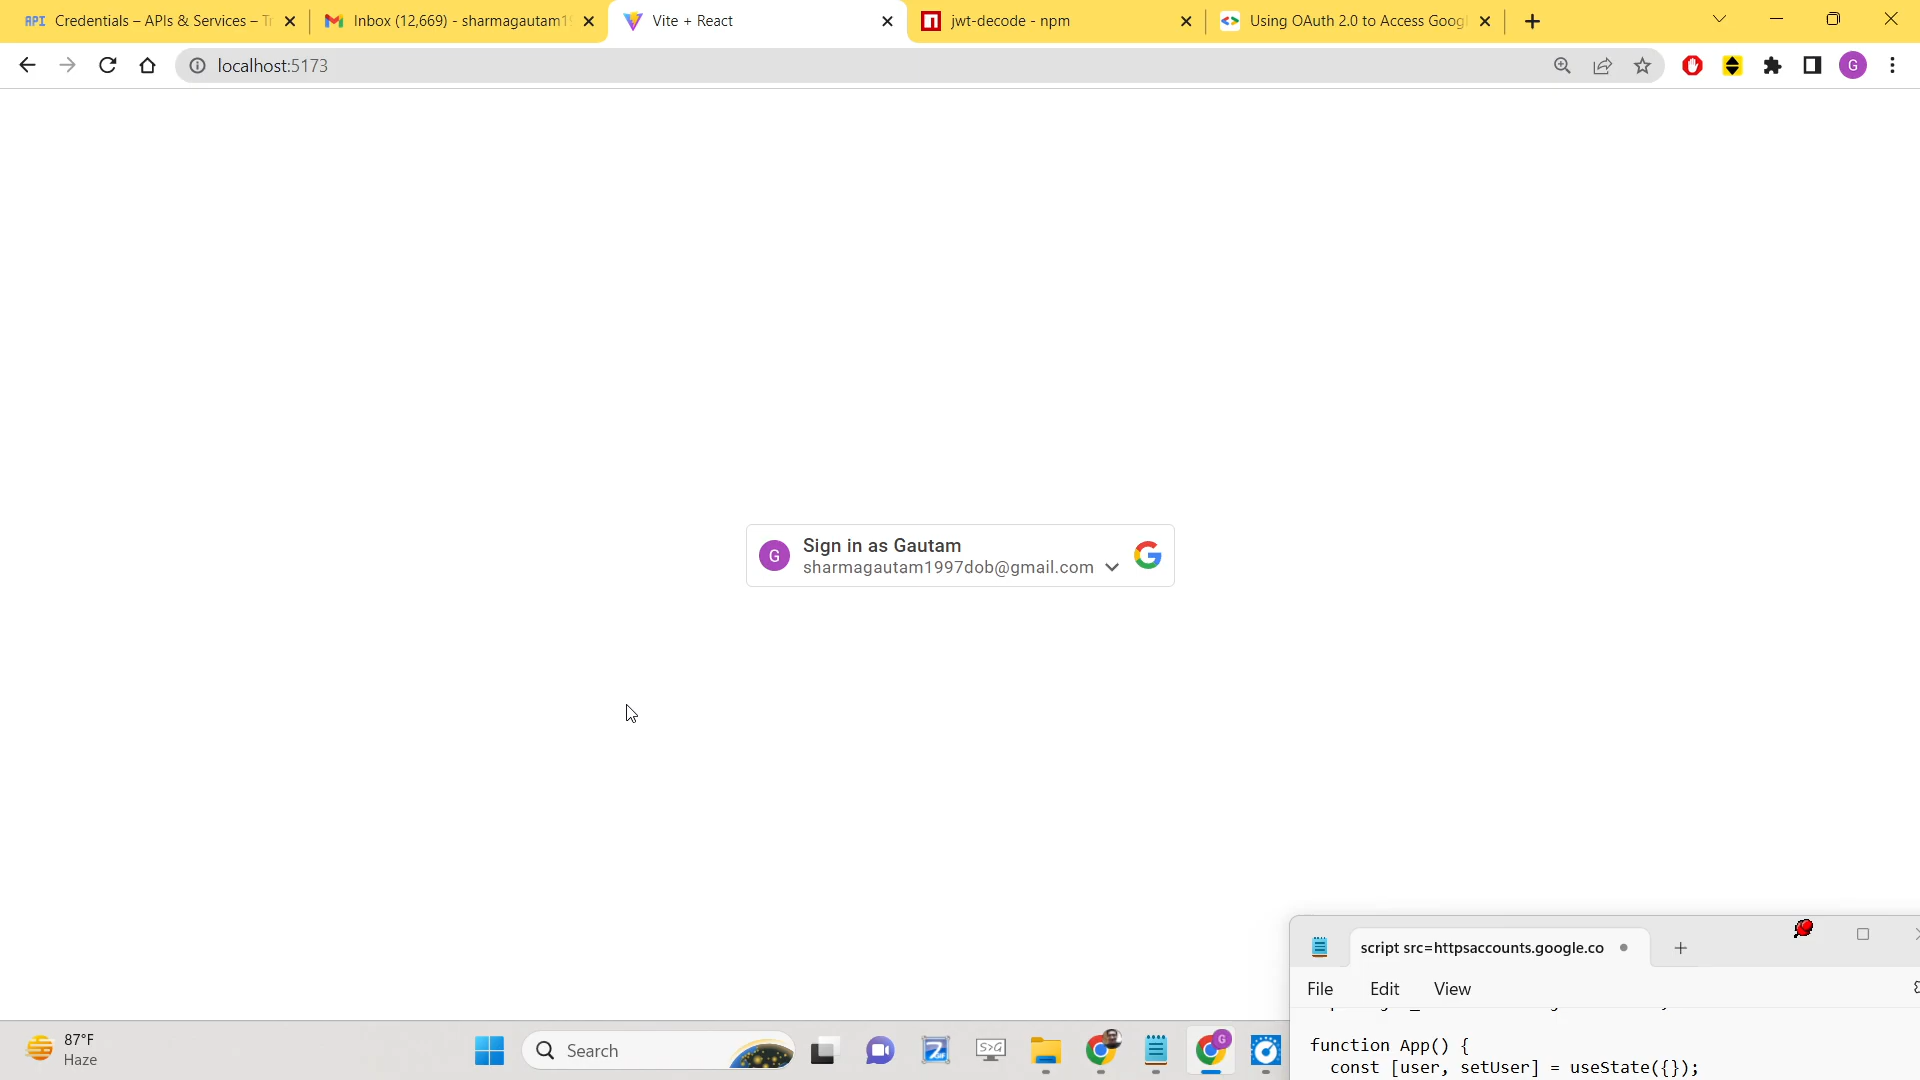 API Credentials – APIs & Services – Tr
Inbox (12,669) - sharmagautam1
Vite + React
jwt-decode - npm
Using OAuth 2.0 to Access Googl
localhost:5173
G
G
Sign in as Gautam
sharmagautam1997dob@gmail.com
script src=httpsaccounts.google.co
File
Edit
View
function App() {
const [user, setUser] = useState({});
87°F
Haze
Search
S>G
G